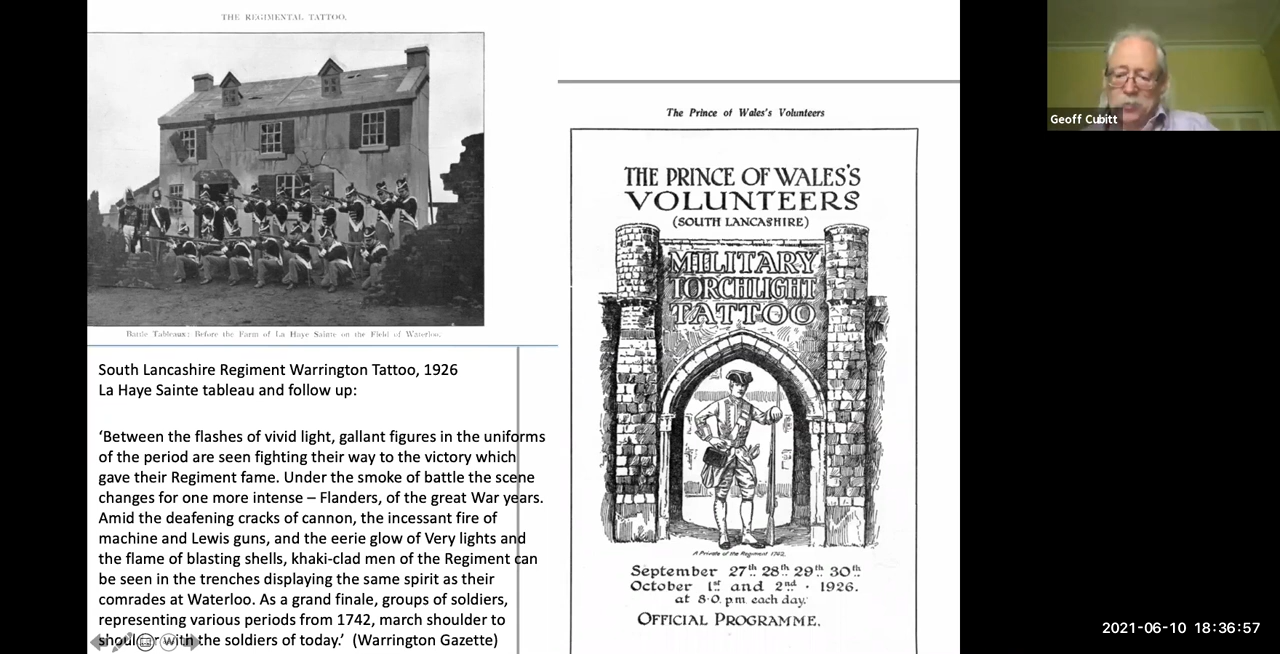 THE REGIMENTAL TATTOO.
Battle Tableaux: Before the Farm of La Haye Sainte on the Field of Waterloo.
South Lancashire Regiment Warrington Tattoo, 1926
La Haye Sainte tableau and follow up:
‘Between the flashes of vivid light, gallant figures in the uniforms
of the period are seen fighting their way to the victory which
gave their Regiment fame. Under the smoke of battle the scene
changes for one more intense – Flanders, of the great War years.
Amid the deafening cracks of cannon, the incessant fire of
machine and Lewis guns, and the eerie glow of Very lights and
the flame of blasting shells, khaki-clad men of the Regiment can
be seen in the trenches displaying the same spirit as their
comrades at Waterloo. As a grand finale, groups of soldiers,
representing various periods from 1742, march shoulder to
shoulder with the soldiers of today.’ (Warrington Gazette)
The Prince of Wales's Volunteers
THE PRINCE OF WALES'S
VOLUNTEERS
(SOUTH LANCASHIRE)
MILITARY
TORCHLIGHT
TATTOO
A Private of the Regiment 1742.
September 27th 28th 29th 30th
October 1st and 2nd · 1926.
at 8·0. p.m each day.
OFFICIAL PROGRAMME.
Geoff Cubitt
2021-06-10 18:36:57